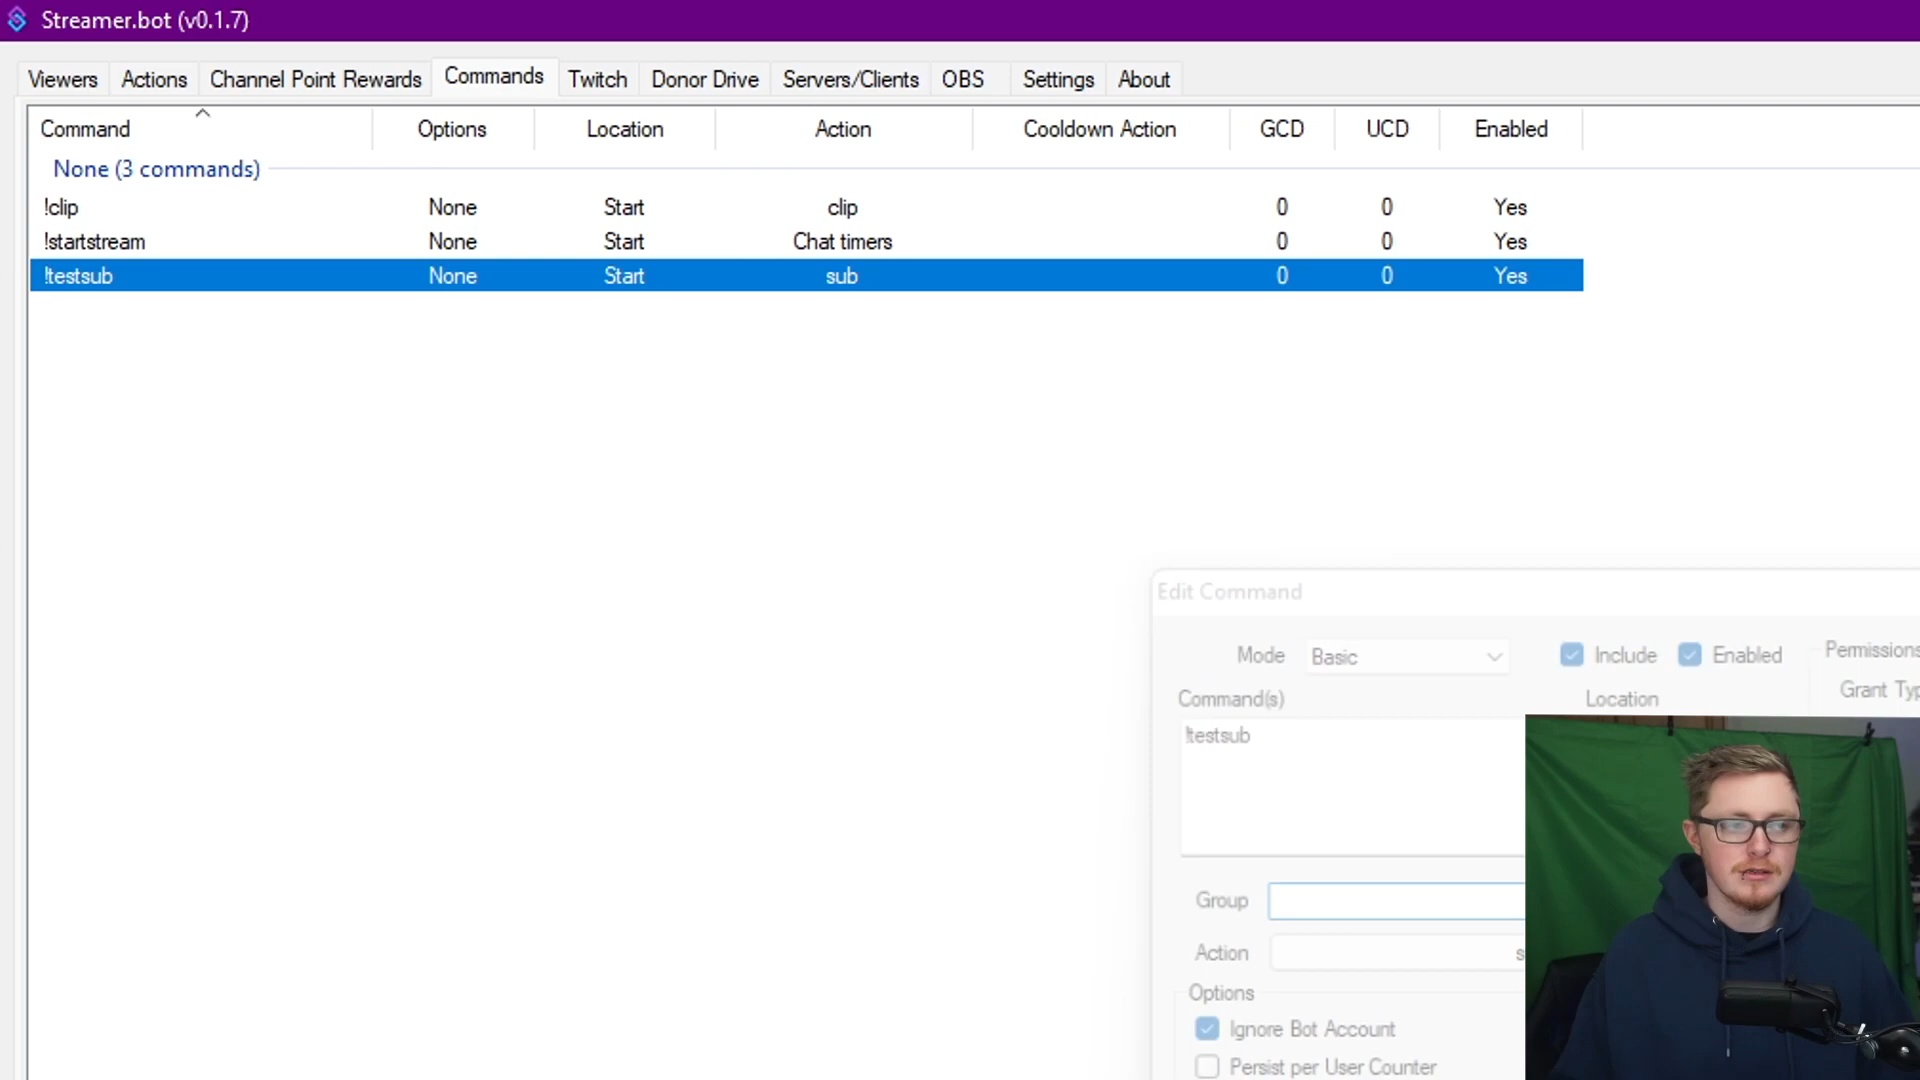 Streamer.bot (v0.1.7)
Viewers Actions Channel Point Rewards Commands Twitch Donor Drive Servers/Clients OBS Settings About
Command Options Location Action Cooldown Action GCD UCD Enabled
None (3 commands)
!clip None Start clip 0 0 Yes
!startstream None Start Chat timers 0 0 Yes
!testsub None Start sub 0 0 Yes
Edit Command
Mode Basic Include Enabled Permissions
Command(s) Location Grant Typ
!testsub
Group
Action s
Options
Ignore Bot Account
Persist per User Counter